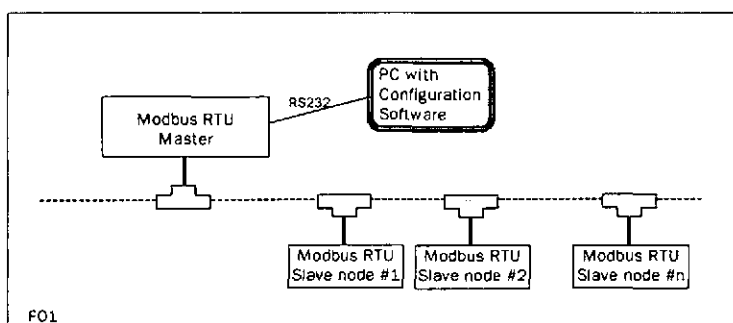 PC with
Configuration
Software
RS232
Modbus RTU
Master
Modbus RTU
Slave node #1
Modbus RTU
Slave node #2
Modbus RTU
Slave node #n
F01